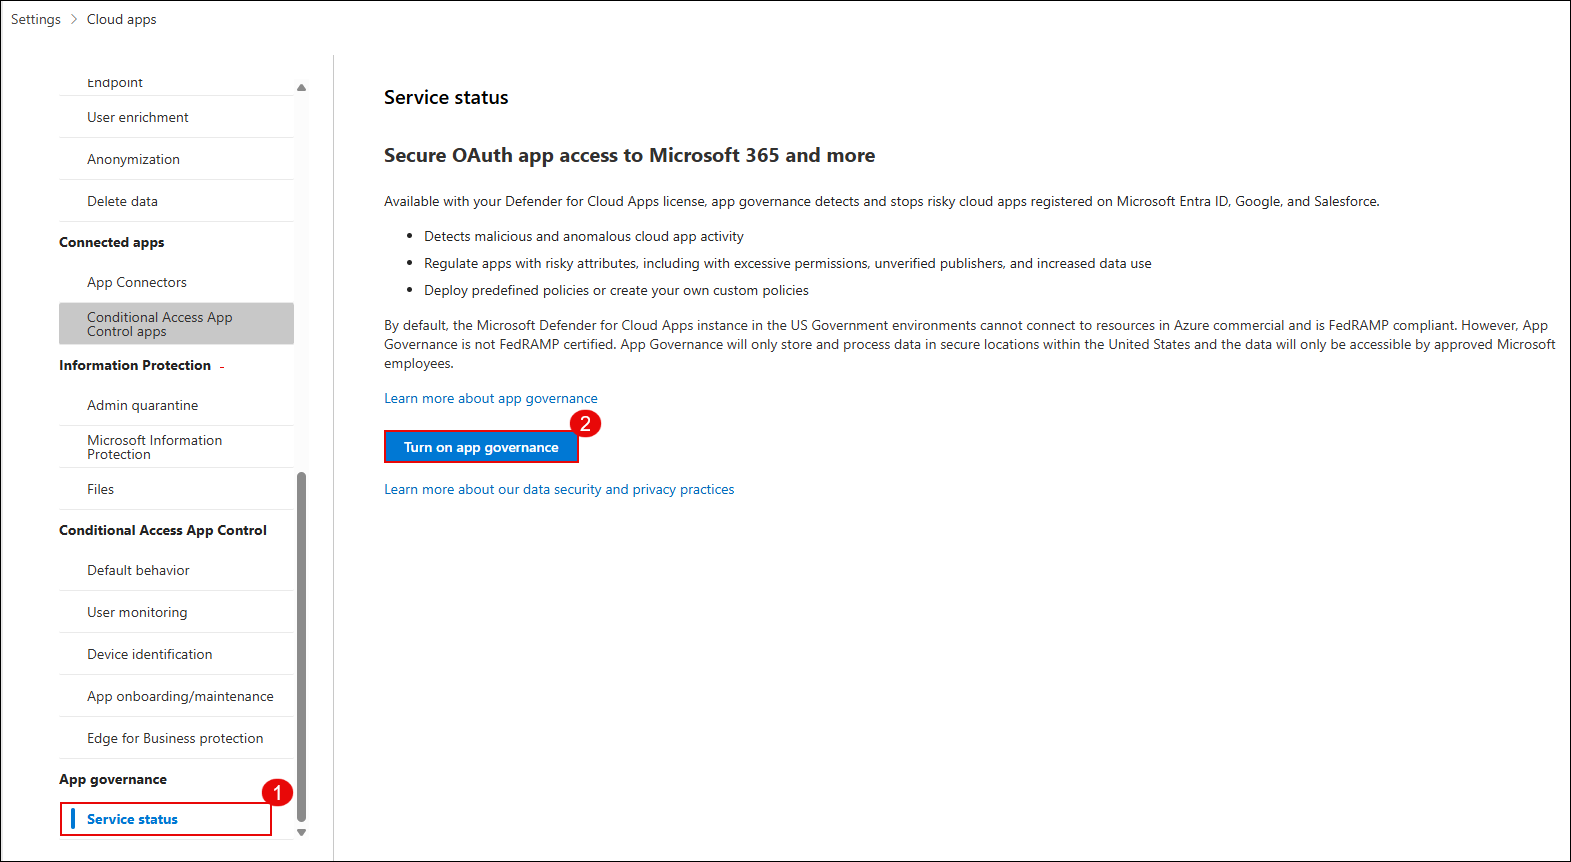 Settings > Cloud apps
Endpoint
User enrichment
Anonymization
Delete data
Connected apps
App Connectors
Conditional Access App
Control apps
Information Protection -
Admin quarantine
Microsoft Information
Protection
Files
Conditional Access App Control
Default behavior
User monitoring
Device identification
App onboarding/maintenance
Edge for Business protection
App governance
1
Service status
Service status
Secure OAuth app access to Microsoft 365 and more
Available with your Defender for Cloud Apps license, app governance detects and stops risky cloud apps registered on Microsoft Entra ID, Google, and Salesforce.
• Detects malicious and anomalous cloud app activity
• Regulate apps with risky attributes, including with excessive permissions, unverified publishers, and increased data use
• Deploy predefined policies or create your own custom policies
By default, the Microsoft Defender for Cloud Apps instance in the US Government environments cannot connect to resources in Azure commercial and is FedRAMP compliant. However, App
Governance is not FedRAMP certified. App Governance will only store and process data in secure locations within the United States and the data will only be accessible by approved Microsoft
employees.
Learn more about app governance
2
Turn on app governance
Learn more about our data security and privacy practices